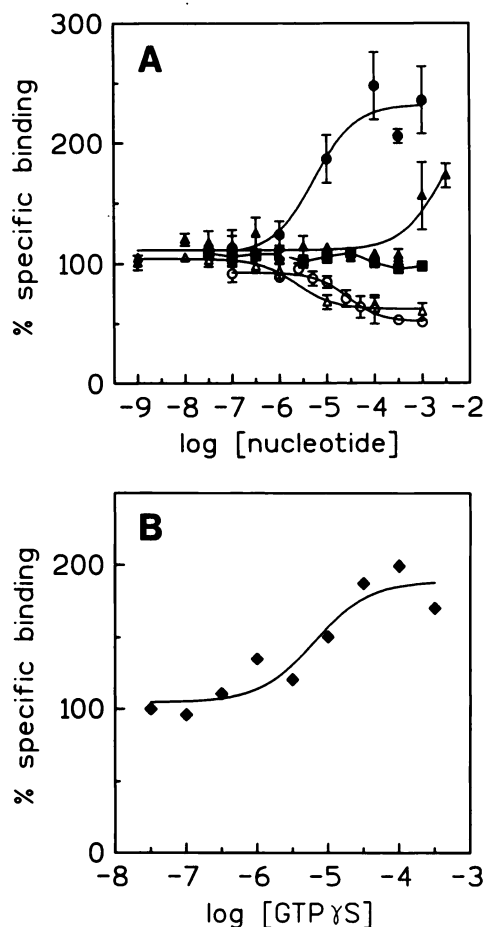 A
300
200
100
0
% specific binding
-9 -8 -7 -6 -5 -4 -3 -2
log [nucleotide]
B
200
100
0
% specific binding
-8 -7 -6 -5 -4 -3
log [GTPγS]